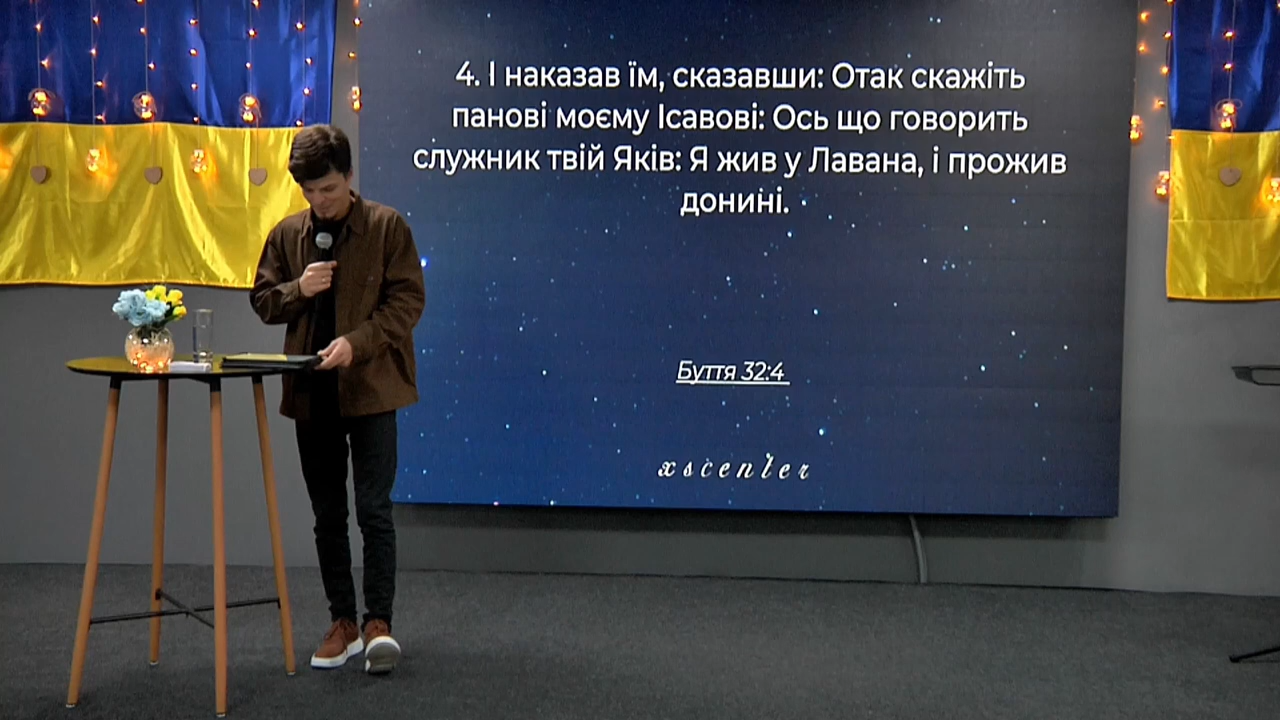 4. І наказав їм, сказавши: Отак скажіть
панові моєму Ісавові: Ось що говорить
служник твій Яків: Я жив у Лавана, і прожив
донині.
Буття 32:4
xscenter